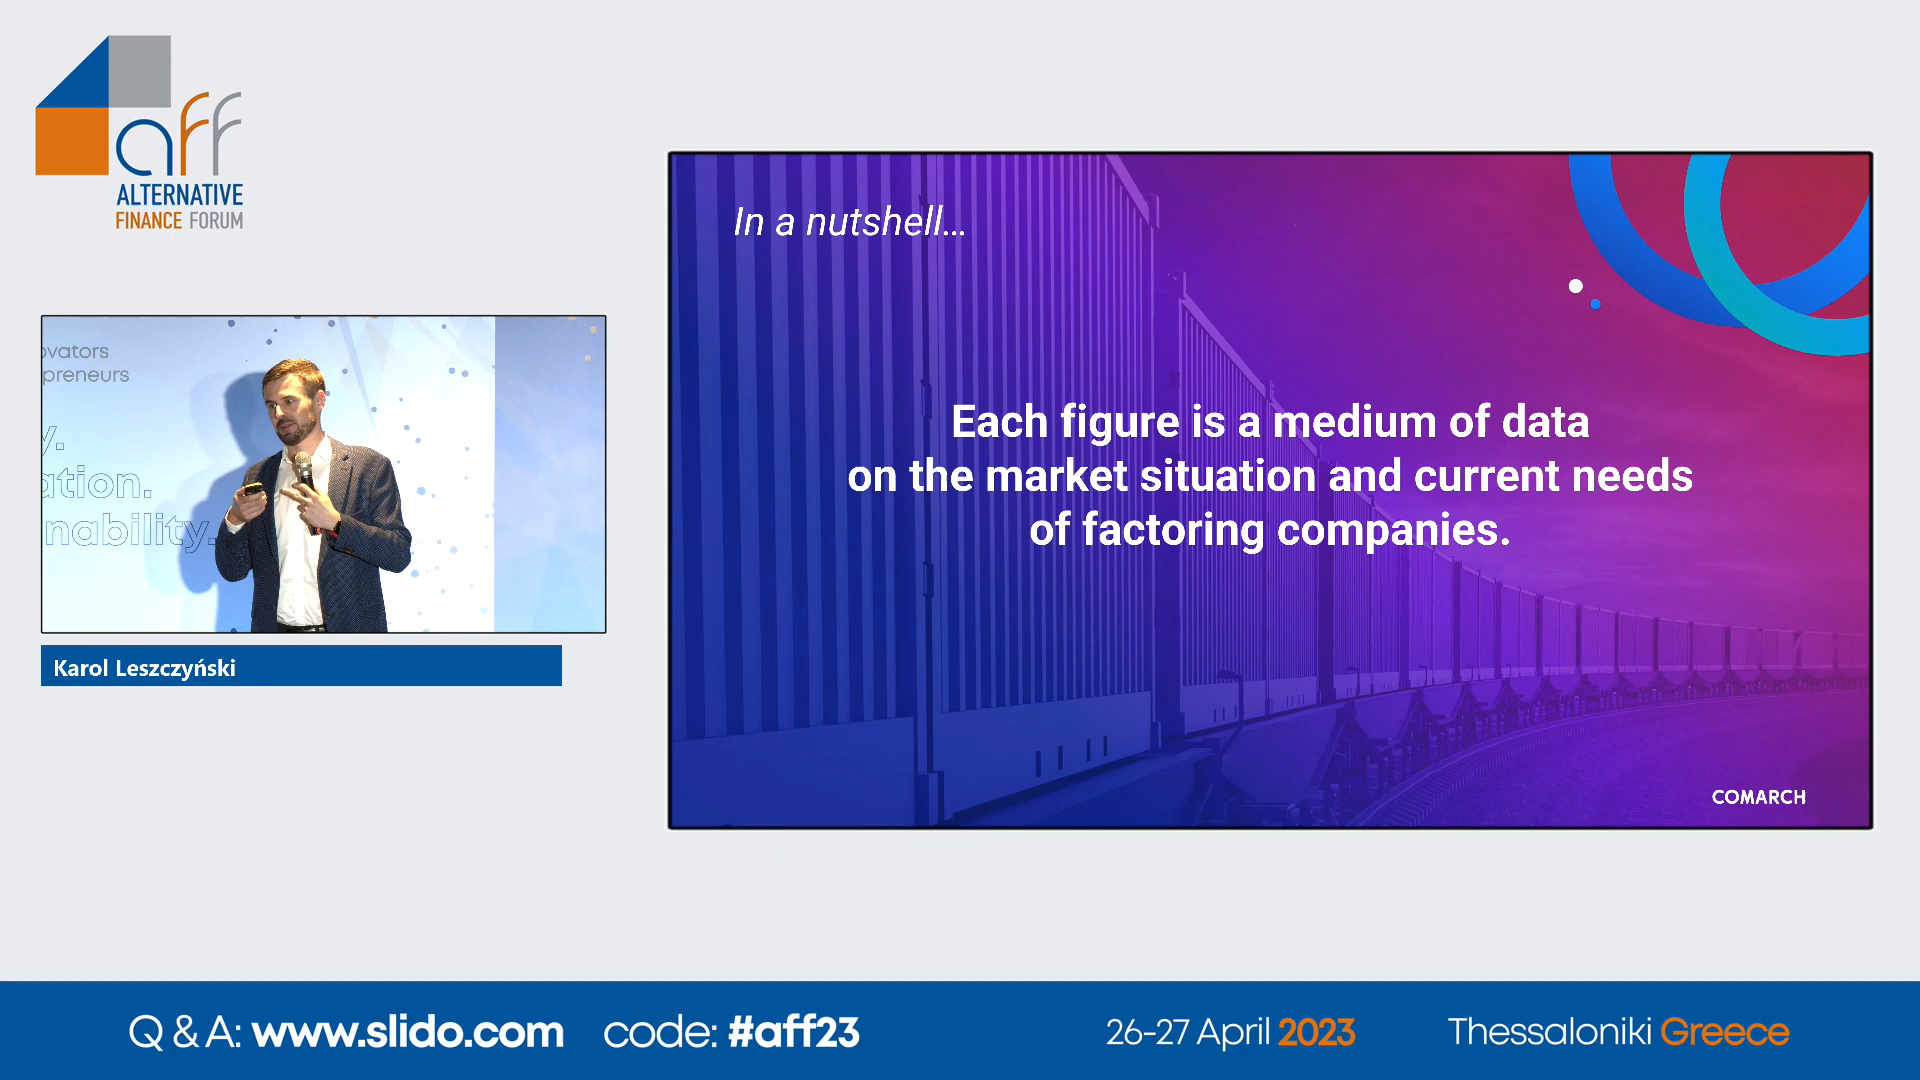 aff
ALTERNATIVE
FINANCE FORUM
ovators
preneurs
y.
ation.
nability.
Karol Leszczyński
In a nutshell...
Each figure is a medium of data
on the market situation and current needs
of factoring companies.
COMARCH
Q & A: www.slido.com code: #aff23
26-27 April 2023 Thessaloniki Greece